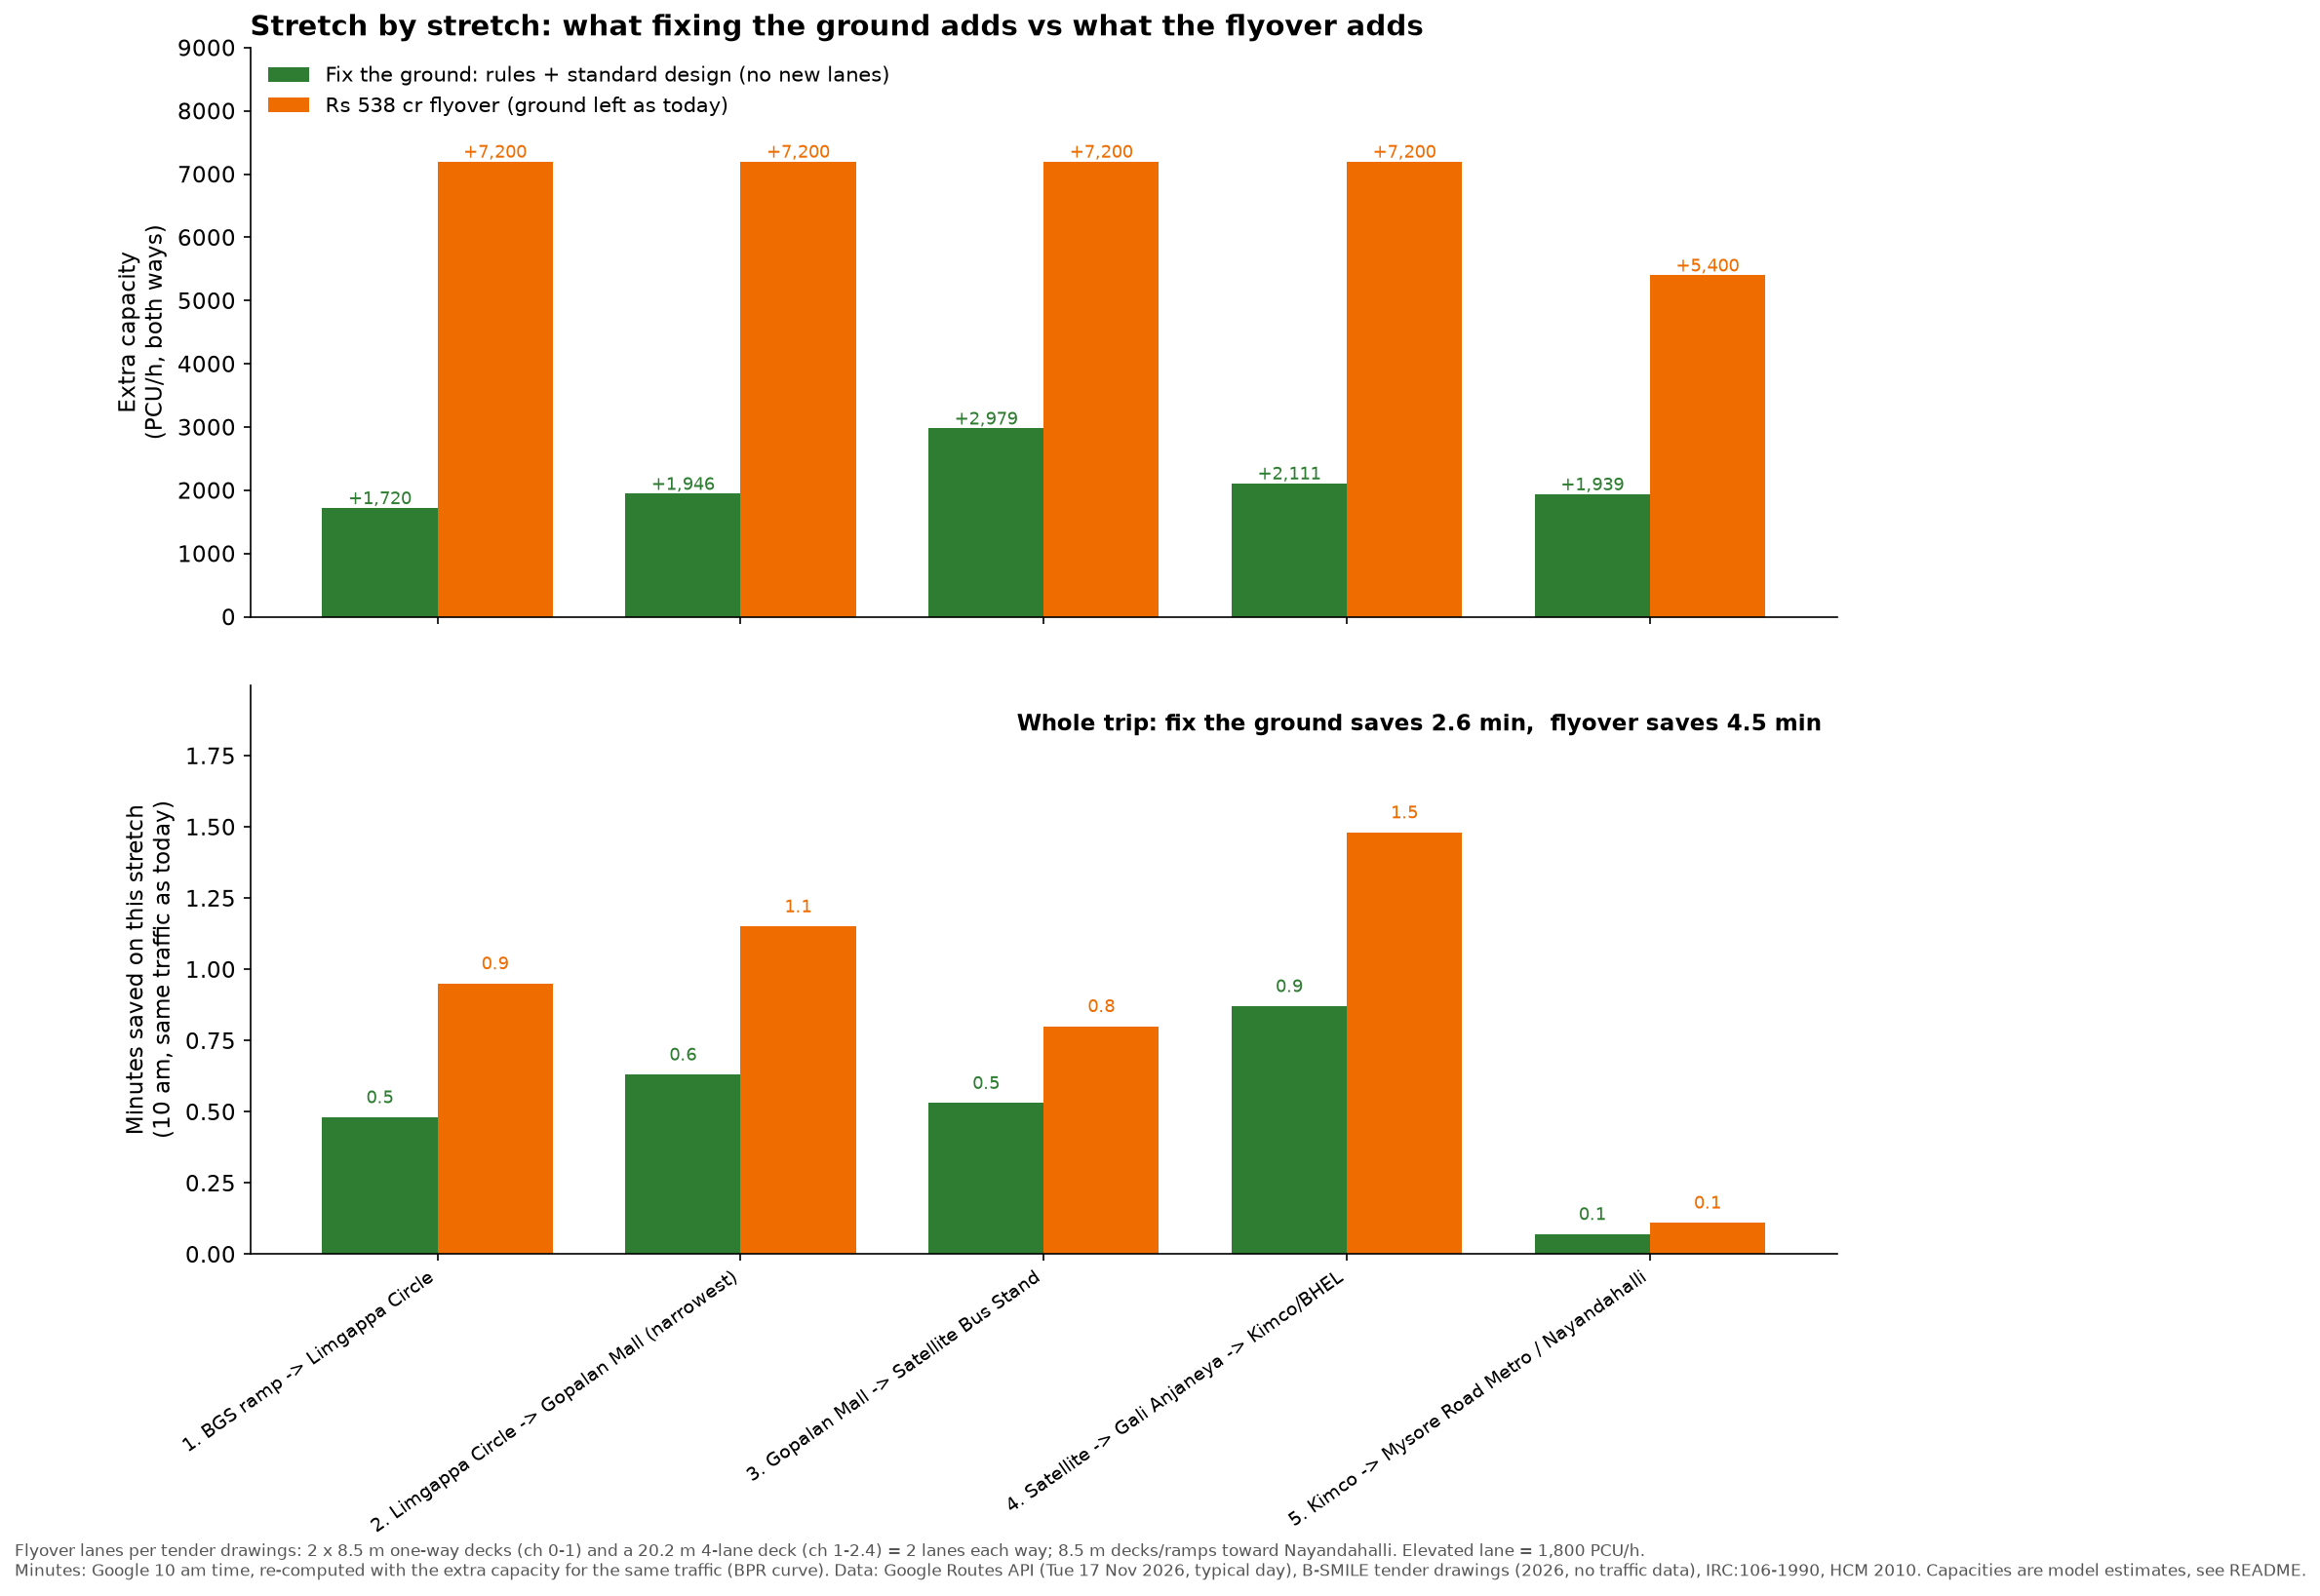 Stretch by stretch: what fixing the ground adds vs what the flyover adds
Fix the ground: rules + standard design (no new lanes)
Rs 538 cr flyover (ground left as today)
Extra capacity
(PCU/h, both ways)
9000
8000
7000
6000
5000
4000
3000
2000
1000
0
+1,720
+7,200
+1,946
+7,200
+2,979
+7,200
+2,111
+7,200
+1,939
+5,400
Whole trip: fix the ground saves 2.6 min,  flyover saves 4.5 min
Minutes saved on this stretch
(10 am, same traffic as today)
1.75
1.50
1.25
1.00
0.75
0.50
0.25
0.00
0.5
0.9
0.6
1.1
0.5
0.8
0.9
1.5
0.1
0.1
1. BGS ramp -> Limgappa Circle
2. Limgappa Circle -> Gopalan Mall (narrowest)
3. Gopalan Mall -> Satellite Bus Stand
4. Satellite -> Gali Anjaneya -> Kimco/BHEL
5. Kimco -> Mysore Road Metro / Nayandahalli
Flyover lanes per tender drawings: 2 x 8.5 m one-way decks (ch 0-1) and a 20.2 m 4-lane deck (ch 1-2.4) = 2 lanes each way; 8.5 m decks/ramps toward Nayandahalli. Elevated lane = 1,800 PCU/h.
Minutes: Google 10 am time, re-computed with the extra capacity for the same traffic (BPR curve). Data: Google Routes API (Tue 17 Nov 2026, typical day), B-SMILE tender drawings (2026, no traffic data), IRC:106-1990, HCM 2010. Capacities are model estimates, see README.